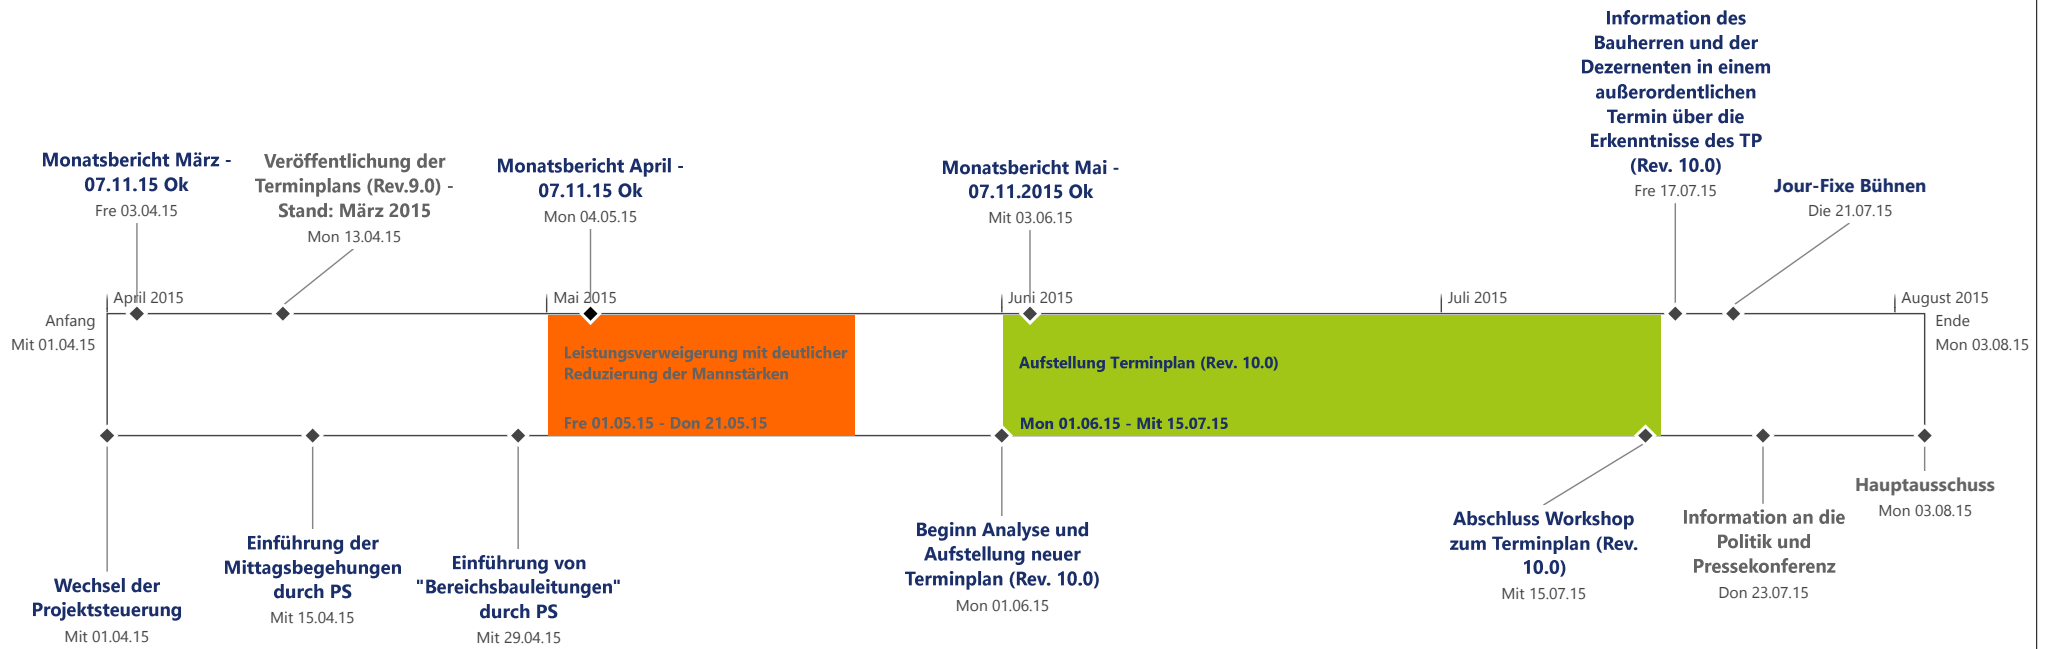 Information des
Bauherren und der
Dezernenten in einem
außerordentlichen
Termin über die
Erkenntnisse des TP
(Rev. 10.0)
Fre 17.07.15
Monatsbericht März -
07.11.15 Ok
Fre 03.04.15
Veröffentlichung der
Terminplans (Rev.9.0) -
Stand: März 2015
Mon 13.04.15
Monatsbericht April -
07.11.15 Ok
Mon 04.05.15
Monatsbericht Mai -
07.11.2015 Ok
Mit 03.06.15
Jour-Fixe Bühnen
Die 21.07.15
April 2015
Mai 2015
Juni 2015
Juli 2015
August 2015
Anfang
Mit 01.04.15
Ende
Mon 03.08.15
Leistungsverweigerung mit deutlicher
Reduzierung der Mannstärken
Fre 01.05.15 - Don 21.05.15
Aufstellung Terminplan (Rev. 10.0)
Mon 01.06.15 - Mit 15.07.15
Wechsel der
Projektsteuerung
Mit 01.04.15
Einführung der
Mittagsbegehungen
durch PS
Mit 15.04.15
Einführung von
"Bereichsbauleitungen"
durch PS
Mit 29.04.15
Beginn Analyse und
Aufstellung neuer
Terminplan (Rev. 10.0)
Mon 01.06.15
Abschluss Workshop
zum Terminplan (Rev.
10.0)
Mit 15.07.15
Information an die
Politik und
Pressekonferenz
Don 23.07.15
Hauptausschuss
Mon 03.08.15